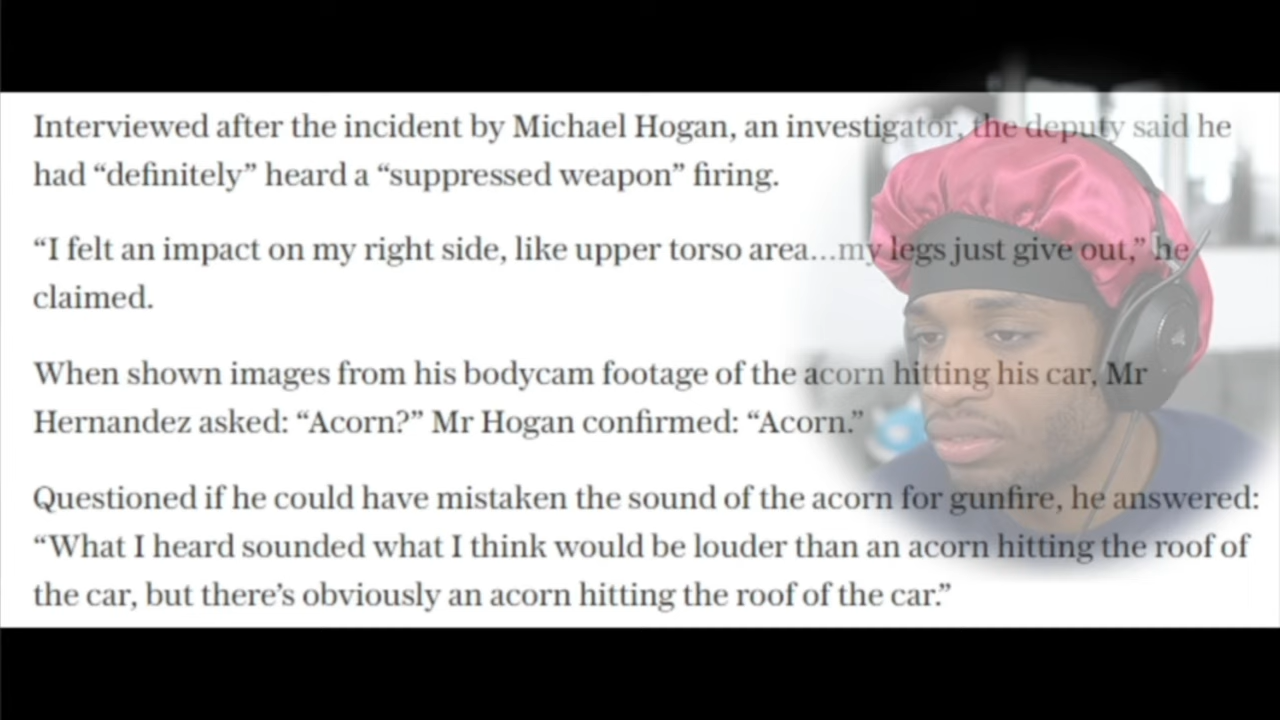 Interviewed after the incident by Michael Hogan, an investigator, the deputy said he
had “definitely” heard a “suppressed weapon” firing.
“I felt an impact on my right side, like upper torso area…my legs just give out,” he
claimed.
When shown images from his bodycam footage of the acorn hitting his car, Mr
Hernandez asked: “Acorn?” Mr Hogan confirmed: “Acorn.”
Questioned if he could have mistaken the sound of the acorn for gunfire, he answered:
“What I heard sounded what I think would be louder than an acorn hitting the roof of
the car, but there’s obviously an acorn hitting the roof of the car.”